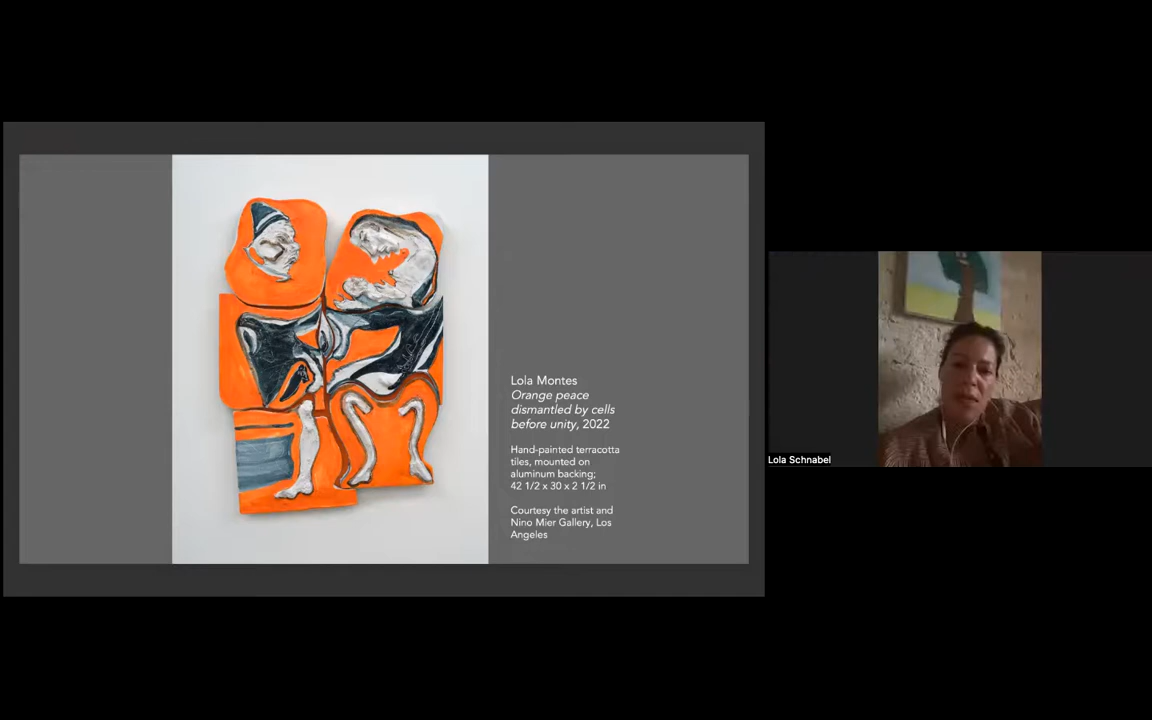 Lola Montes
Orange peace
dismantled by cells
before unity, 2022
Hand-painted terracotta
tiles, mounted on
aluminum backing;
42 1/2 x 30 x 2 1/2 in
Courtesy the artist and
Nino Mier Gallery, Los
Angeles
Lola Schnabel